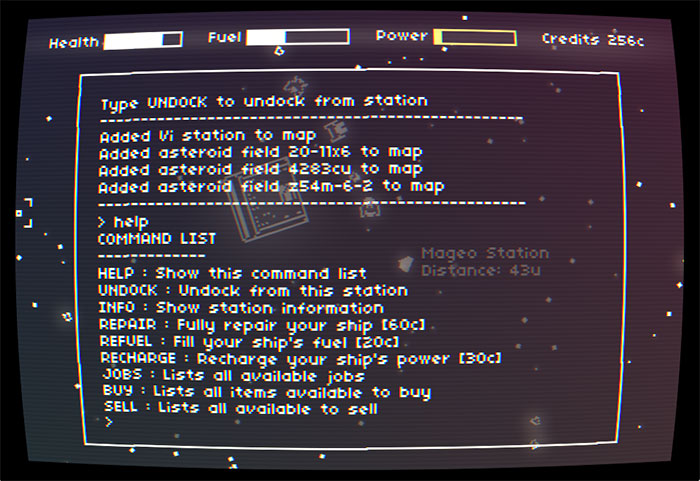 Health Fuel Power Credits 256c
Type UNDOCK to undock from station
--------------------------------------------------
Added Vi station to map
Added asteroid field 20-11x6 to map
Added asteroid field 4283cu to map
Added asteroid field z54m-6-2 to map
--------------------------------------------------
> help
COMMAND LIST
-------------
Mageo Station
Distance: 43u
HELP : Show this command list
UNDOCK : Undock from this station
INFO : Show station information
REPAIR : Fully repair your ship [60c]
REFUEL : Fill your ship's fuel [20c]
RECHARGE : Recharge your ship's power [30c]
JOBS : Lists all available jobs
BUY : Lists all items available to buy
SELL : Lists all available to sell
>